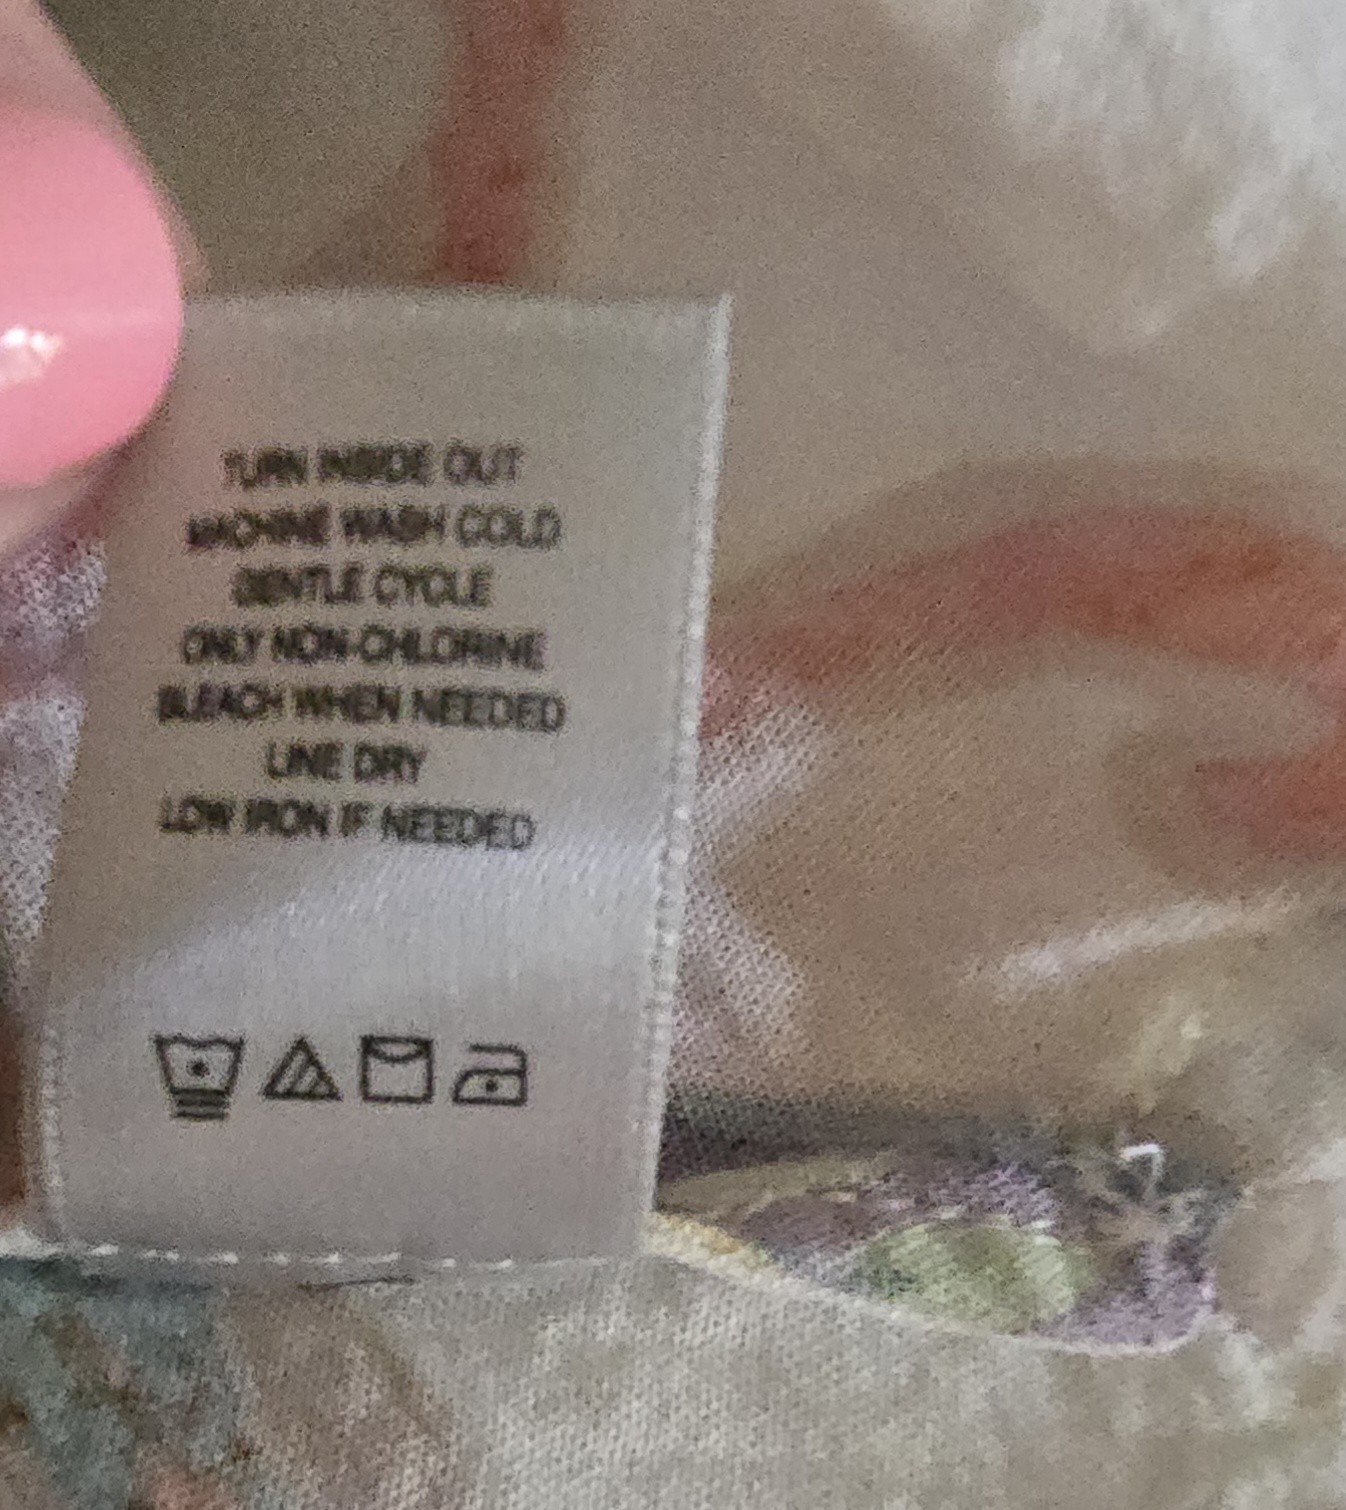 TURN INSIDE OUT
MACHINE WASH COLD
GENTLE CYCLE
ONLY NON-CHLORINE
BLEACH WHEN NEEDED
LINE DRY
LOW IRON IF NEEDED